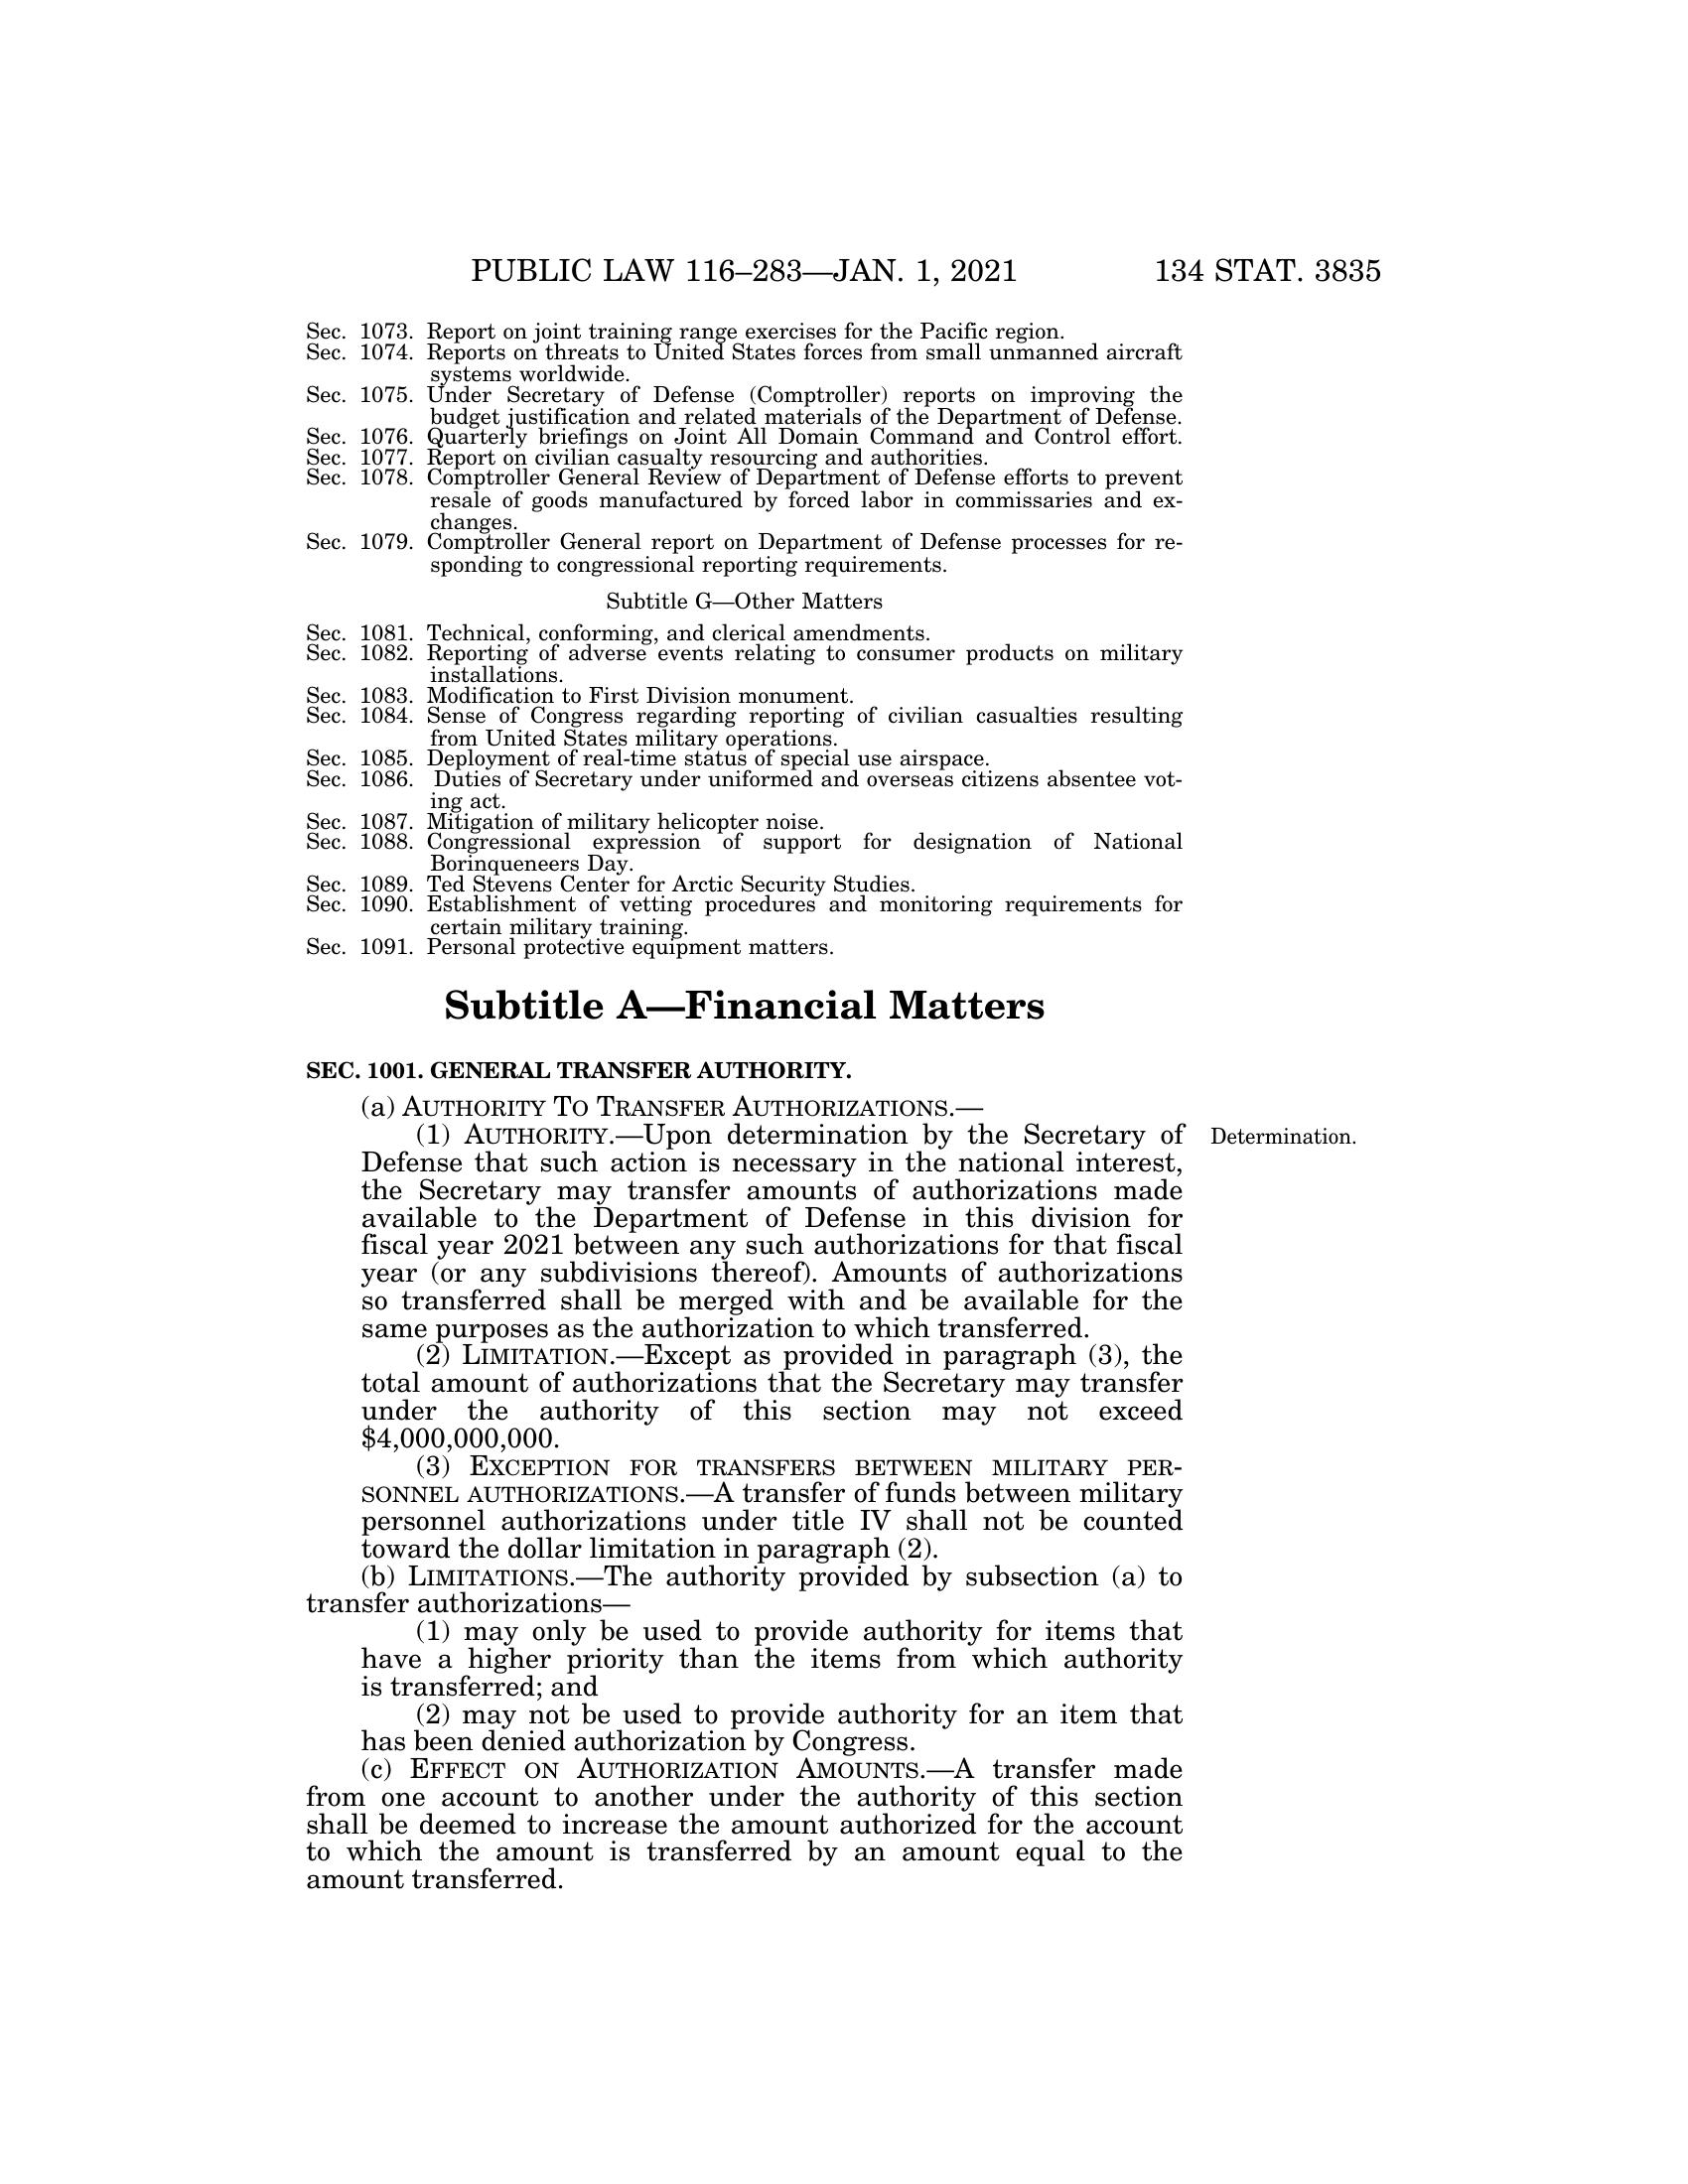 PUBLIC LAW 116–283—JAN. 1, 2021 134 STAT. 3835
Sec. 1073. Report on joint training range exercises for the Pacific region.
Sec. 1074. Reports on threats to United States forces from small unmanned aircraft
systems worldwide.
Sec. 1075. Under Secretary of Defense (Comptroller) reports on improving the
budget justification and related materials of the Department of Defense.
Sec. 1076. Quarterly briefings on Joint All Domain Command and Control effort.
Sec. 1077. Report on civilian casualty resourcing and authorities.
Sec. 1078. Comptroller General Review of Department of Defense efforts to prevent
resale of goods manufactured by forced labor in commissaries and ex-
changes.
Sec. 1079. Comptroller General report on Department of Defense processes for re-
sponding to congressional reporting requirements.
Subtitle G—Other Matters
Sec. 1081. Technical, conforming, and clerical amendments.
Sec. 1082. Reporting of adverse events relating to consumer products on military
installations.
Sec. 1083. Modification to First Division monument.
Sec. 1084. Sense of Congress regarding reporting of civilian casualties resulting
from United States military operations.
Sec. 1085. Deployment of real-time status of special use airspace.
Sec. 1086. Duties of Secretary under uniformed and overseas citizens absentee vot-
ing act.
Sec. 1087. Mitigation of military helicopter noise.
Sec. 1088. Congressional expression of support for designation of National
Borinqueneers Day.
Sec. 1089. Ted Stevens Center for Arctic Security Studies.
Sec. 1090. Establishment of vetting procedures and monitoring requirements for
certain military training.
Sec. 1091. Personal protective equipment matters.
Subtitle A—Financial Matters
SEC. 1001. GENERAL TRANSFER AUTHORITY.
(a) AUTHORITY TO TRANSFER AUTHORIZATIONS.—
(1) AUTHORITY.—Upon determination by the Secretary of Determination.
Defense that such action is necessary in the national interest,
the Secretary may transfer amounts of authorizations made
available to the Department of Defense in this division for
fiscal year 2021 between any such authorizations for that fiscal
year (or any subdivisions thereof). Amounts of authorizations
so transferred shall be merged with and be available for the
same purposes as the authorization to which transferred.
(2) LIMITATION.—Except as provided in paragraph (3), the
total amount of authorizations that the Secretary may transfer
under the authority of this section may not exceed
$4,000,000,000.
(3) EXCEPTION FOR TRANSFERS BETWEEN MILITARY PER-
SONNEL AUTHORIZATIONS.—A transfer of funds between military
personnel authorizations under title IV shall not be counted
toward the dollar limitation in paragraph (2).
(b) LIMITATIONS.—The authority provided by subsection (a) to
transfer authorizations—
(1) may only be used to provide authority for items that
have a higher priority than the items from which authority
is transferred; and
(2) may not be used to provide authority for an item that
has been denied authorization by Congress.
(c) EFFECT ON AUTHORIZATION AMOUNTS.—A transfer made
from one account to another under the authority of this section
shall be deemed to increase the amount authorized for the account
to which the amount is transferred by an amount equal to the
amount transferred.